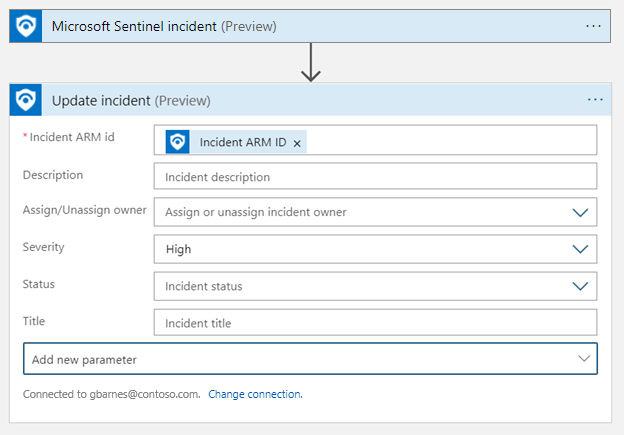 Microsoft Sentinel incident (Preview) ...
Update incident (Preview) ...
* Incident ARM id Incident ARM ID ×
Description Incident description
Assign/Unassign owner Assign or unassign incident owner
Severity High
Status Incident status
Title Incident title
Add new parameter
Connected to gbarnes@contoso.com. Change connection.